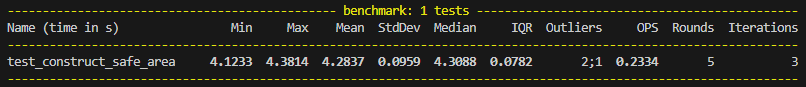 ------------------------------------------------ benchmark: 1 tests ------------------------------------------------
Name (time in s) Min Max Mean StdDev Median IQR Outliers OPS Rounds Iterations
--------------------------------------------------------------------------------------------------------------------
test_construct_safe_area 4.1233 4.3814 4.2837 0.0959 4.3088 0.0782 2;1 0.2334 5 3
--------------------------------------------------------------------------------------------------------------------